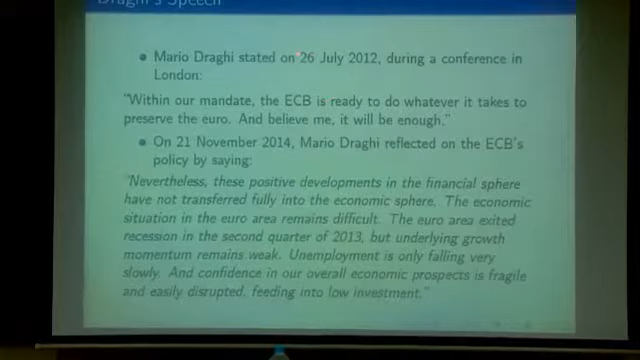 Draghi's Speech
Mario Draghi stated on 26 July 2012, during a conference in
London:
"Within our mandate, the ECB is ready to do whatever it takes to
preserve the euro. And believe me, it will be enough."
On 21 November 2014, Mario Draghi reflected on the ECB's
policy by saying:
"Nevertheless, these positive developments in the financial sphere
have not transferred fully into the economic sphere. The economic
situation in the euro area remains difficult. The euro area exited
recession in the second quarter of 2013, but underlying growth
momentum remains weak. Unemployment is only falling very
slowly. And confidence in our overall economic prospects is fragile
and easily disrupted, feeding into low investment."